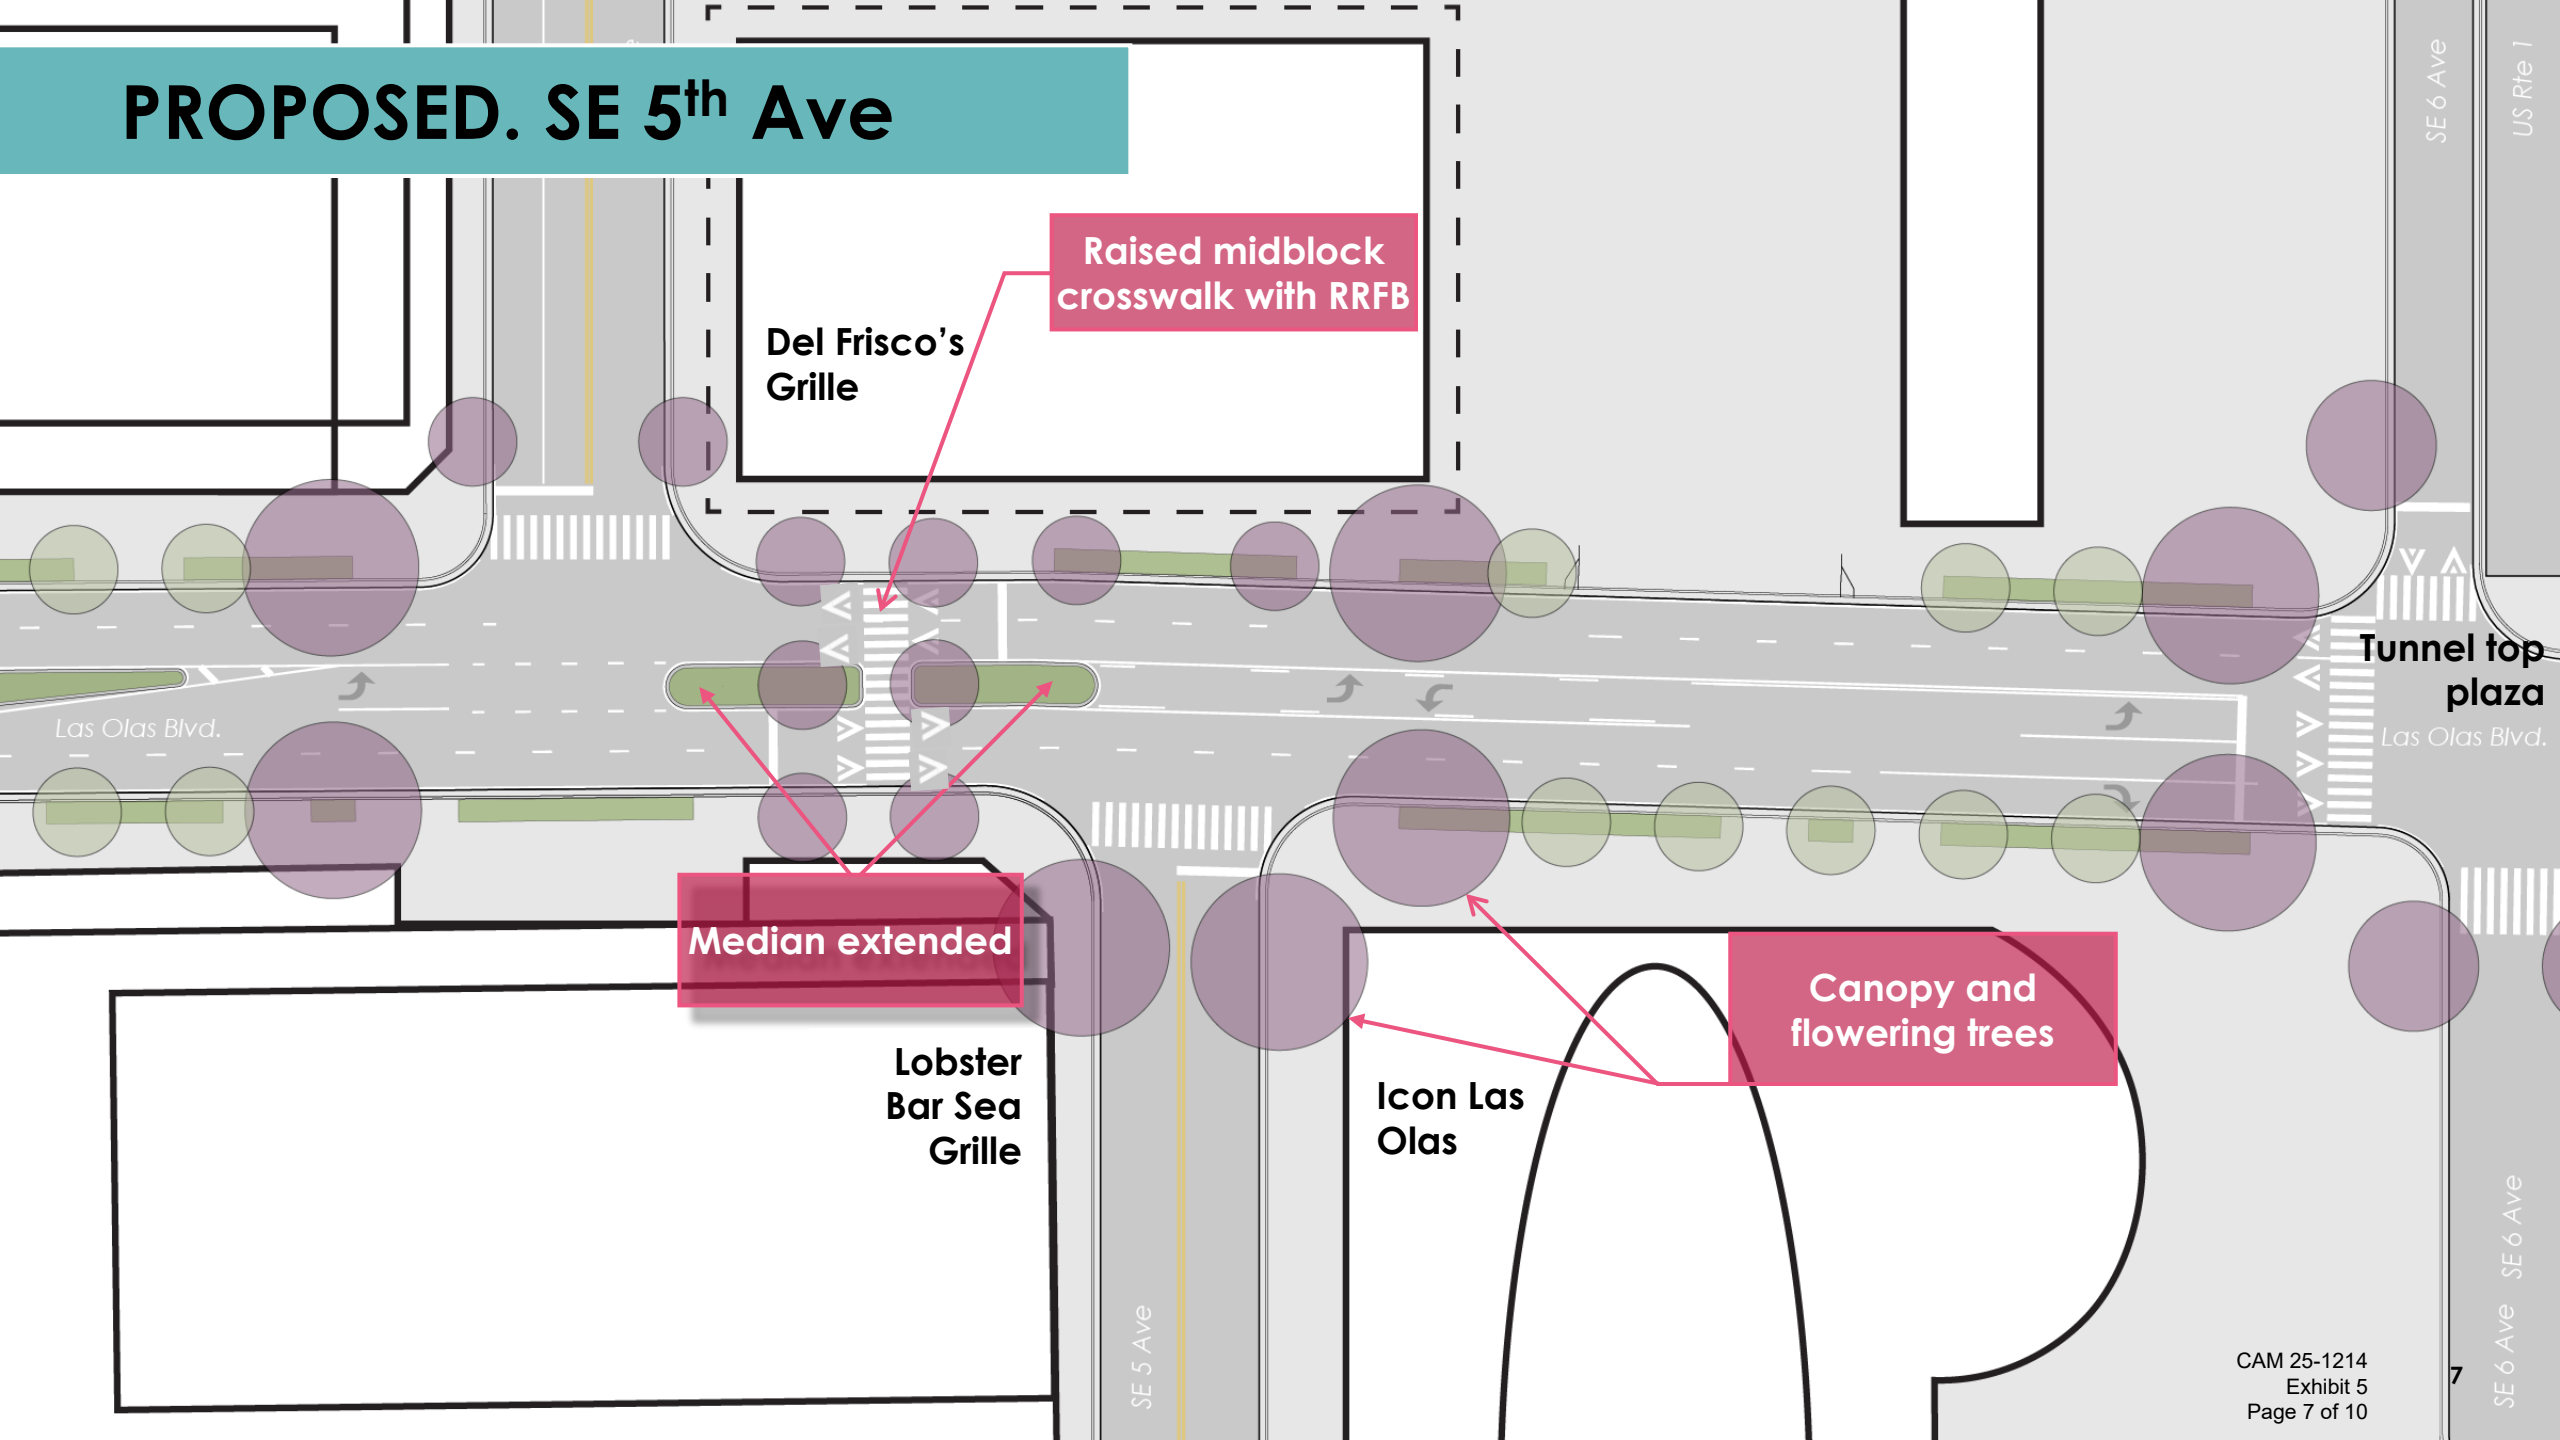 PROPOSED. SE 5th Ave
SE 6 Ave
US Rte 1
Raised midblock
crosswalk with RRFB
Del Frisco’s
Grille
Tunnel top
plaza
Las Olas Blvd.
Las Olas Blvd.
Median extended
Canopy and
flowering trees
Lobster
Bar Sea
Grille
Icon Las
Olas
SE 5 Ave
SE 6 Ave
SE 6 Ave
CAM 25-1214
Exhibit 5
Page 7 of 10
7